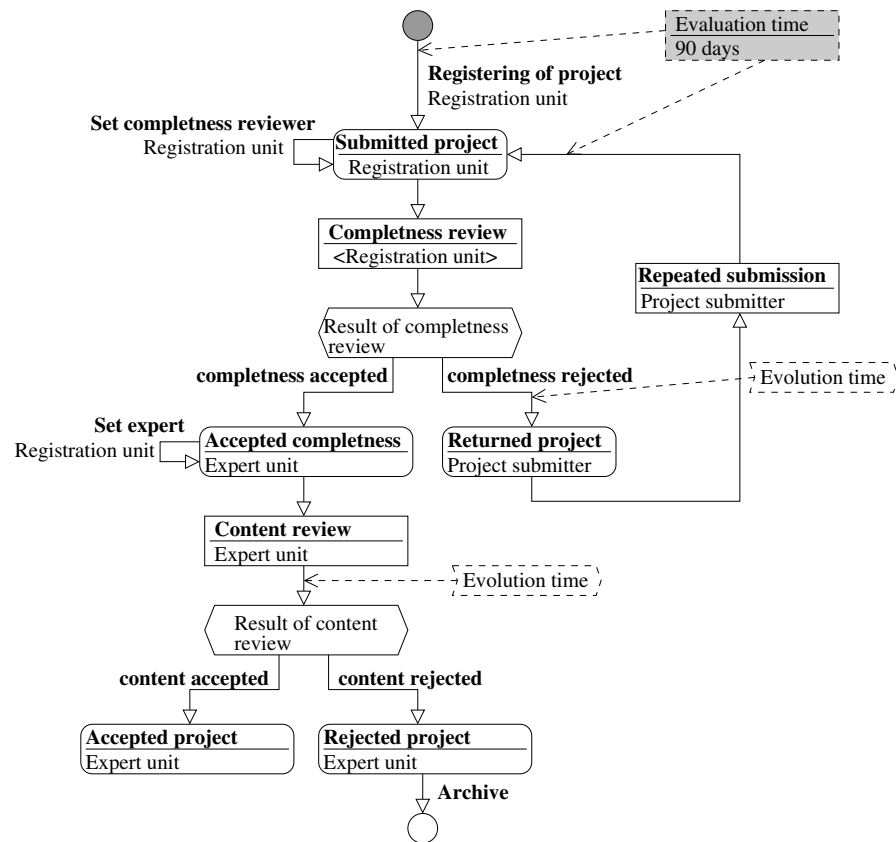 Evaluation time
90 days
Registering of project
Registration unit
Set completness reviewer
Registration unit
Submitted project
Registration unit
Completness review
<Registration unit>
Repeated submission
Project submitter
Result of completness
review
completness accepted
completness rejected
Evolution time
Set expert
Registration unit
Accepted completness
Expert unit
Returned project
Project submitter
Content review
Expert unit
Evolution time
Result of content
review
content accepted
content rejected
Accepted project
Expert unit
Rejected project
Expert unit
Archive